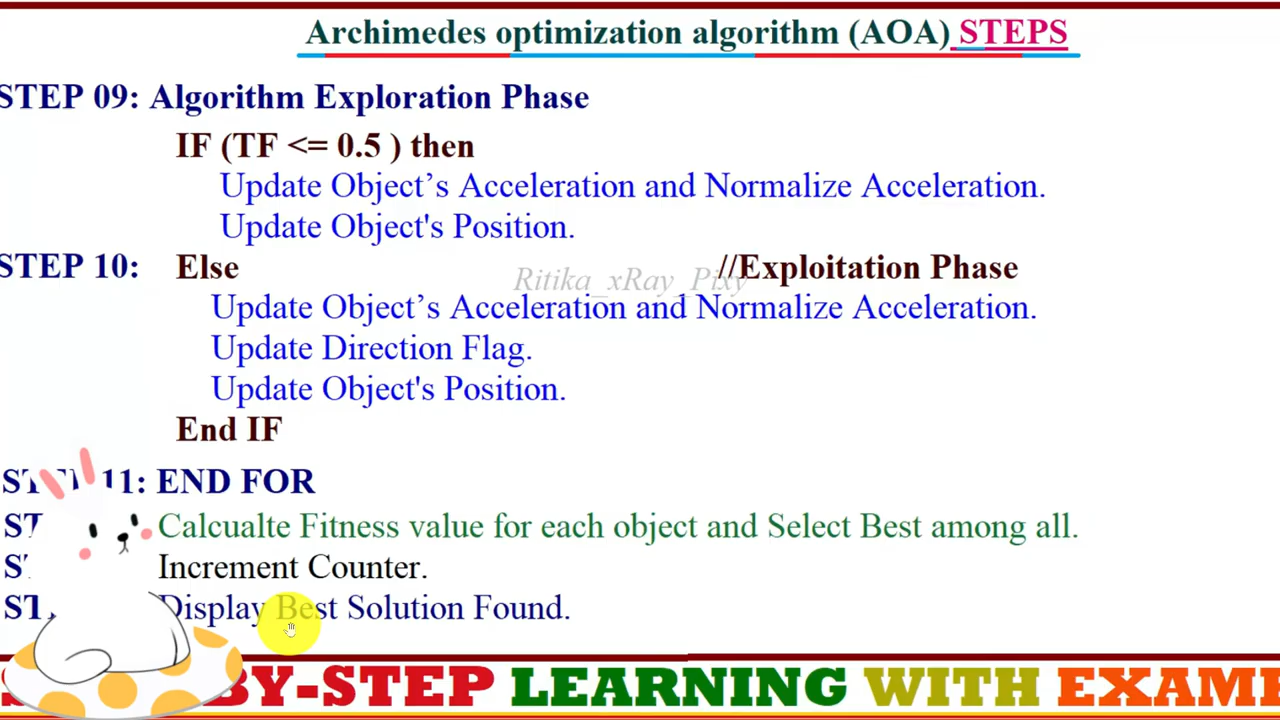 Archimedes optimization algorithm (AOA) STEPS
STEP 09: Algorithm Exploration Phase
IF (TF <= 0.5 ) then
Update Object’s Acceleration and Normalize Acceleration.
Update Object's Position.
STEP 10: Else //Exploitation Phase
Ritika_xRay_Pixy
Update Object’s Acceleration and Normalize Acceleration.
Update Direction Flag.
Update Object's Position.
End IF
11: END FOR
Calcualte Fitness value for each object and Select Best among all.
Increment Counter.
Display Best Solution Found.
BY-STEP LEARNING WITH EXAME